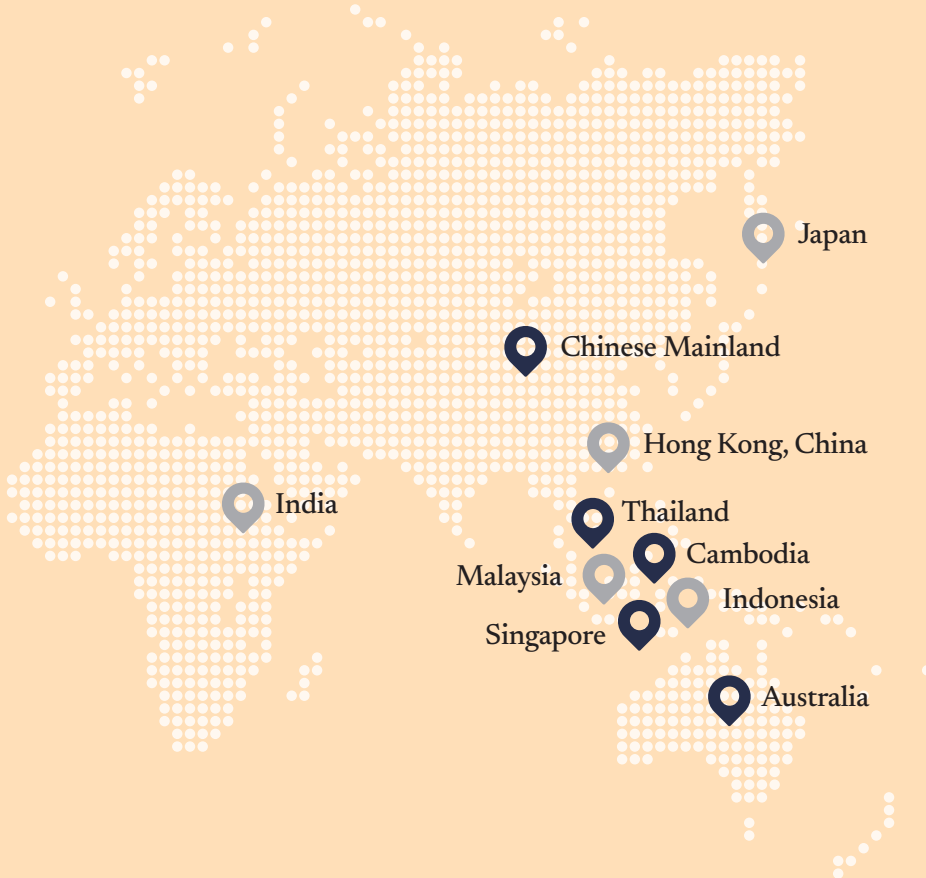 Japan
Chinese Mainland
Hong Kong, China
India
Thailand
Cambodia
Malaysia
Indonesia
Singapore
Australia